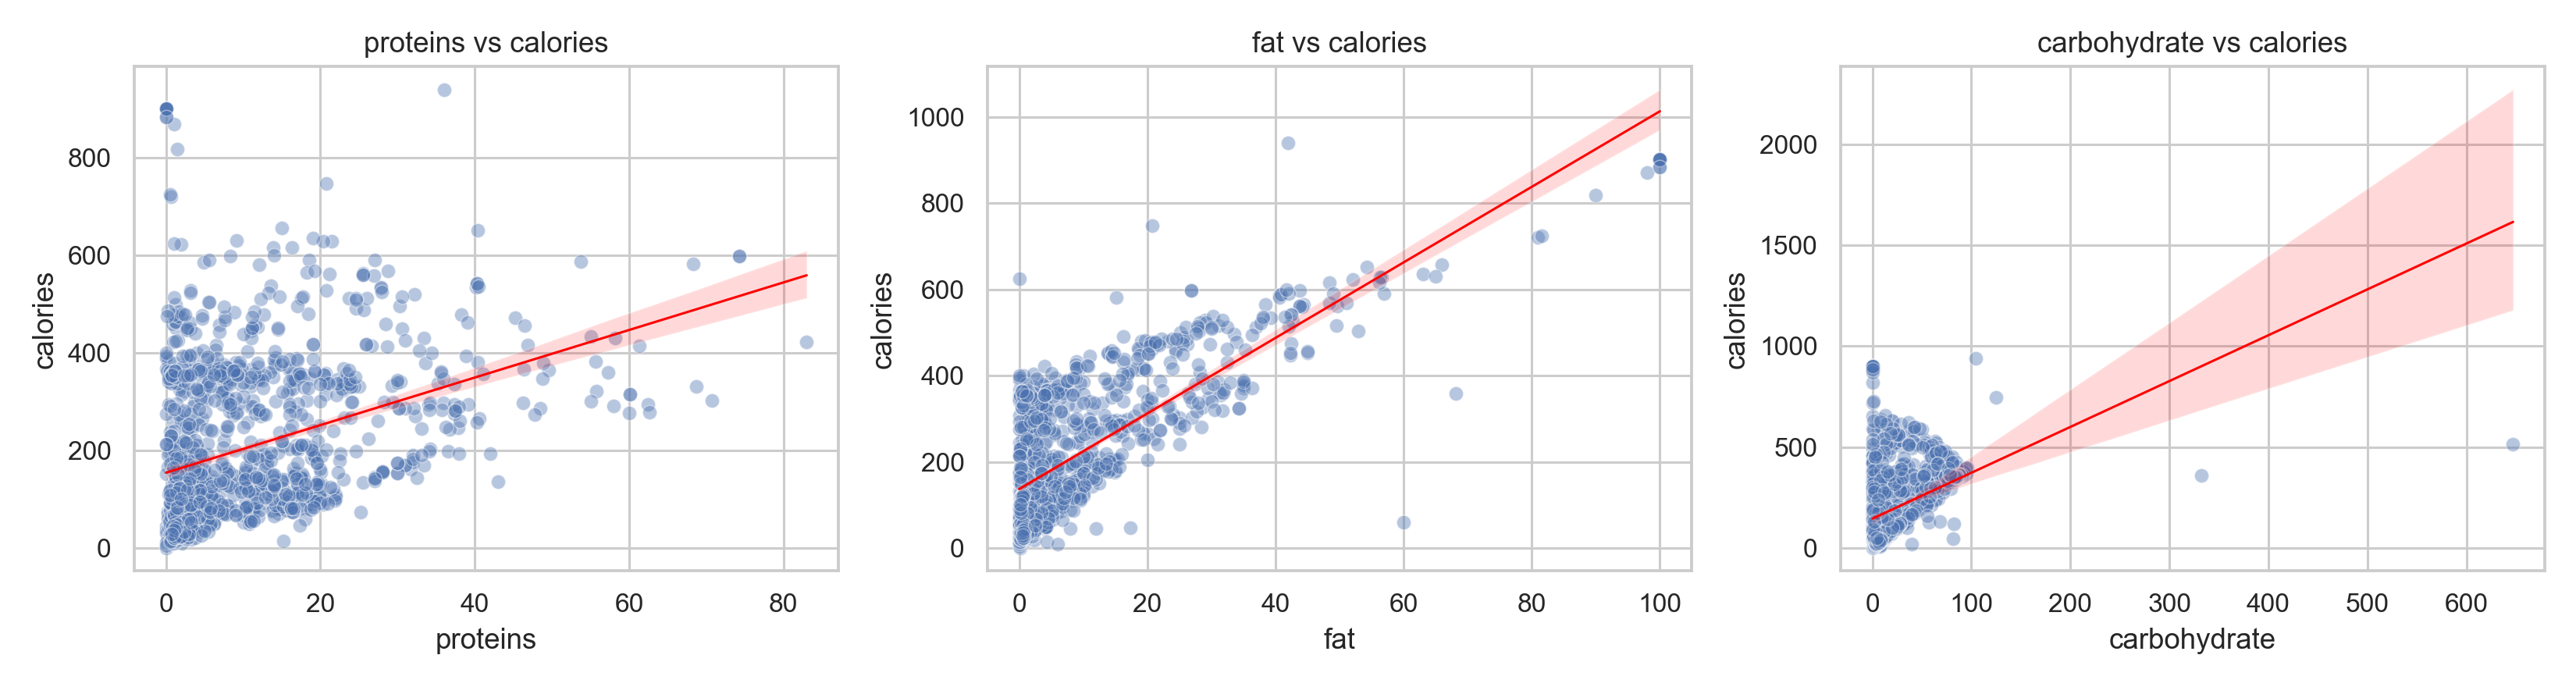 proteins vs calories
calories
800
600
400
200
0
0 20 40 60 80
proteins
fat vs calories
calories
1000
800
600
400
200
0
0 20 40 60 80 100
fat
carbohydrate vs calories
calories
2000
1500
1000
500
0
0 100 200 300 400 500 600
carbohydrate